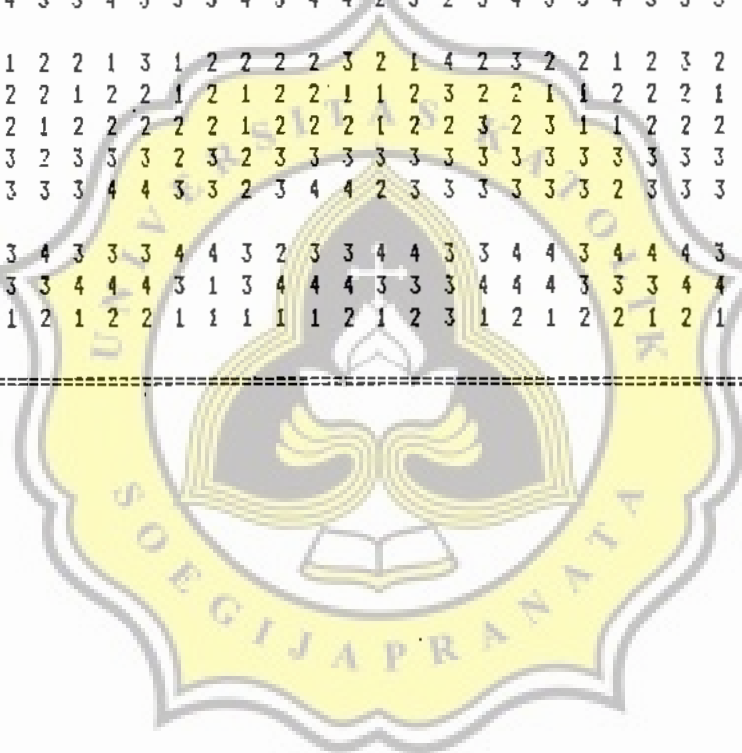 1 2 2 1 3 1 2 2 2 2 3 2 1 4 2 3 2 2 1 2 3 2
2 2 1 2 2 1 2 1 2 2 1 1 2 3 2 2 1 1 2 2 2 1
2 1 2 2 2 2 2 1 2 2 2 1 2 2 3 2 3 1 1 2 2 2
3 2 3 3 3 2 3 2 3 3 3 3 3 3 3 3 3 3 3 3 3 3
3 3 3 4 4 3 3 2 3 4 4 2 3 3 3 3 3 3 2 3 3 3
3 4 3 3 3 4 4 3 2 3 3 4 4 3 3 4 4 3 4 4 4 3
3 3 4 4 4 3 1 3 4 4 4 3 3 3 4 4 4 3 3 3 4 4
1 2 1 2 2 1 1 1 1 1 2 1 2 3 1 2 1 2 2 1 2 1
UNIVERSITAS KATOLIK
SOEGIJAPRANATA